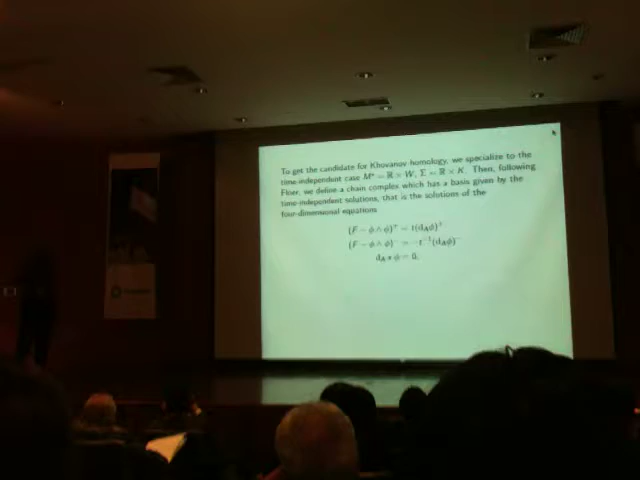 To get the candidate for Khovanov homology, we specialize to the
time-independent case M⁴ = ℝ × W, Σ = ℝ × K. Then, following
Floer, we define a chain complex which has a basis given by the
time-independent solutions, that is the solutions of the
four-dimensional equations
(F − φ ∧ φ)⁺ = t(d_Aφ)⁺
(F − φ ∧ φ)⁻ = −t⁻¹(d_Aφ)⁻
d_A ⋆ φ = 0.